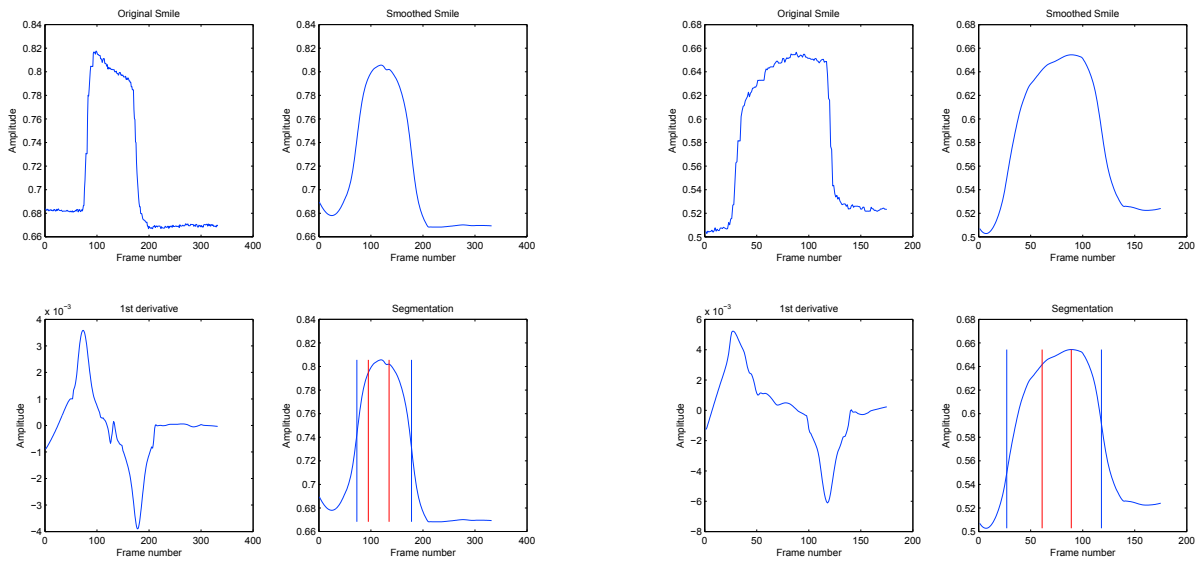 Original Smile
Amplitude
0.84
0.82
0.8
0.78
0.76
0.74
0.72
0.7
0.68
0.66
0 100 200 300 400
Frame number
Smoothed Smile
Amplitude
0.84
0.82
0.8
0.78
0.76
0.74
0.72
0.7
0.68
0.66
0 100 200 300 400
Frame number
Original Smile
Amplitude
0.68
0.66
0.64
0.62
0.6
0.58
0.56
0.54
0.52
0.5
0 50 100 150 200
Frame number
Smoothed Smile
Amplitude
0.68
0.66
0.64
0.62
0.6
0.58
0.56
0.54
0.52
0.5
0 50 100 150 200
Frame number
1st derivative
x 10⁻³
Amplitude
4
3
2
1
0
−1
−2
−3
−4
0 100 200 300 400
Frame number
Segmentation
Amplitude
0.84
0.82
0.8
0.78
0.76
0.74
0.72
0.7
0.68
0.66
0 100 200 300 400
Frame number
1st derivative
x 10⁻³
Amplitude
6
4
2
0
−2
−4
−6
−8
0 50 100 150 200
Frame number
Segmentation
Amplitude
0.68
0.66
0.64
0.62
0.6
0.58
0.56
0.54
0.52
0.5
0 50 100 150 200
Frame number